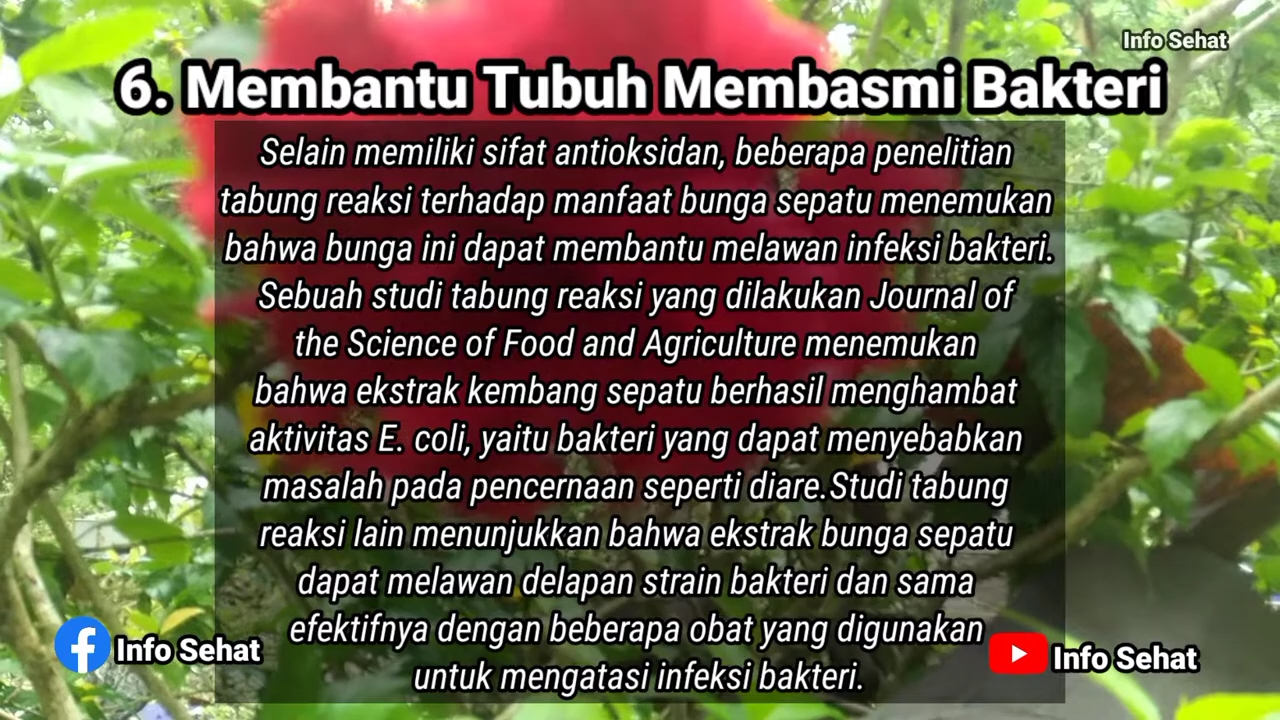 Info Sehat
6. Membantu Tubuh Membasmi Bakteri
Selain memiliki sifat antioksidan, beberapa penelitian
tabung reaksi terhadap manfaat bunga sepatu menemukan
bahwa bunga ini dapat membantu melawan infeksi bakteri.
Sebuah studi tabung reaksi yang dilakukan Journal of
the Science of Food and Agriculture menemukan
bahwa ekstrak kembang sepatu berhasil menghambat
aktivitas E. coli, yaitu bakteri yang dapat menyebabkan
masalah pada pencernaan seperti diare.Studi tabung
reaksi lain menunjukkan bahwa ekstrak bunga sepatu
dapat melawan delapan strain bakteri dan sama
efektifnya dengan beberapa obat yang digunakan
untuk mengatasi infeksi bakteri.
Info Sehat
Info Sehat